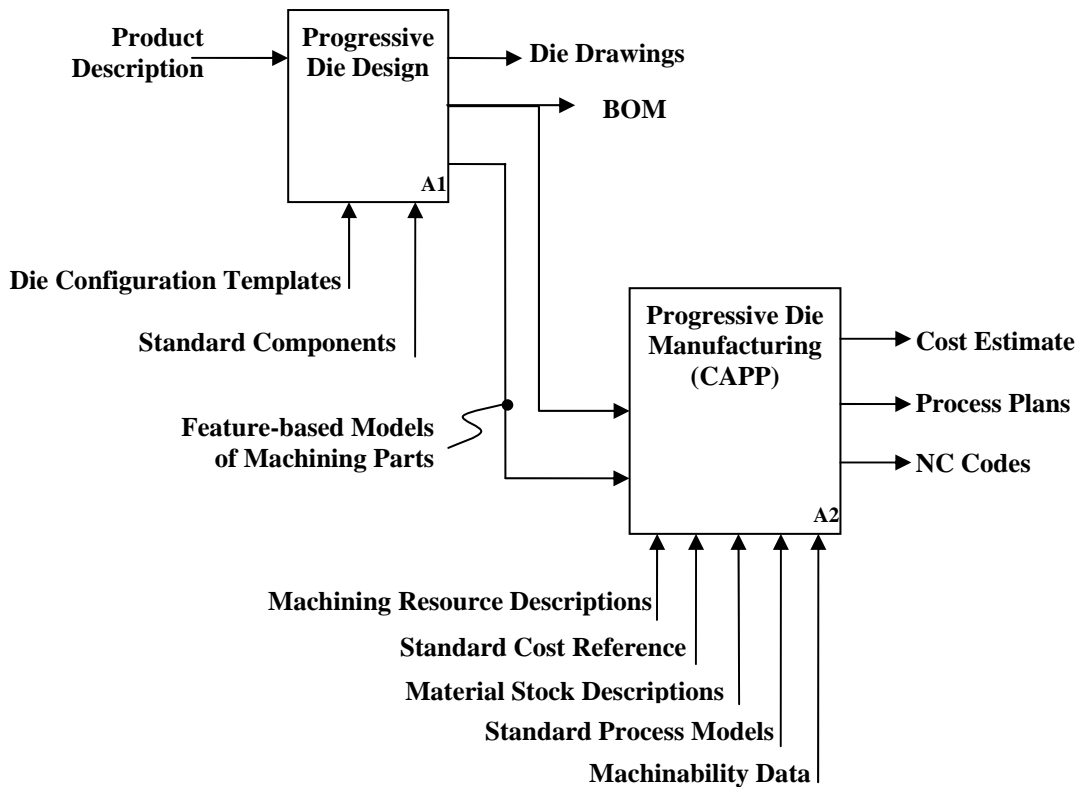 Product
Description
Progressive
Die Design
A1
Die Drawings
BOM
Die Configuration Templates
Standard Components
Feature-based Models
of Machining Parts
Progressive Die
Manufacturing
(CAPP)
A2
Cost Estimate
Process Plans
NC Codes
Machining Resource Descriptions
Standard Cost Reference
Material Stock Descriptions
Standard Process Models
Machinability Data